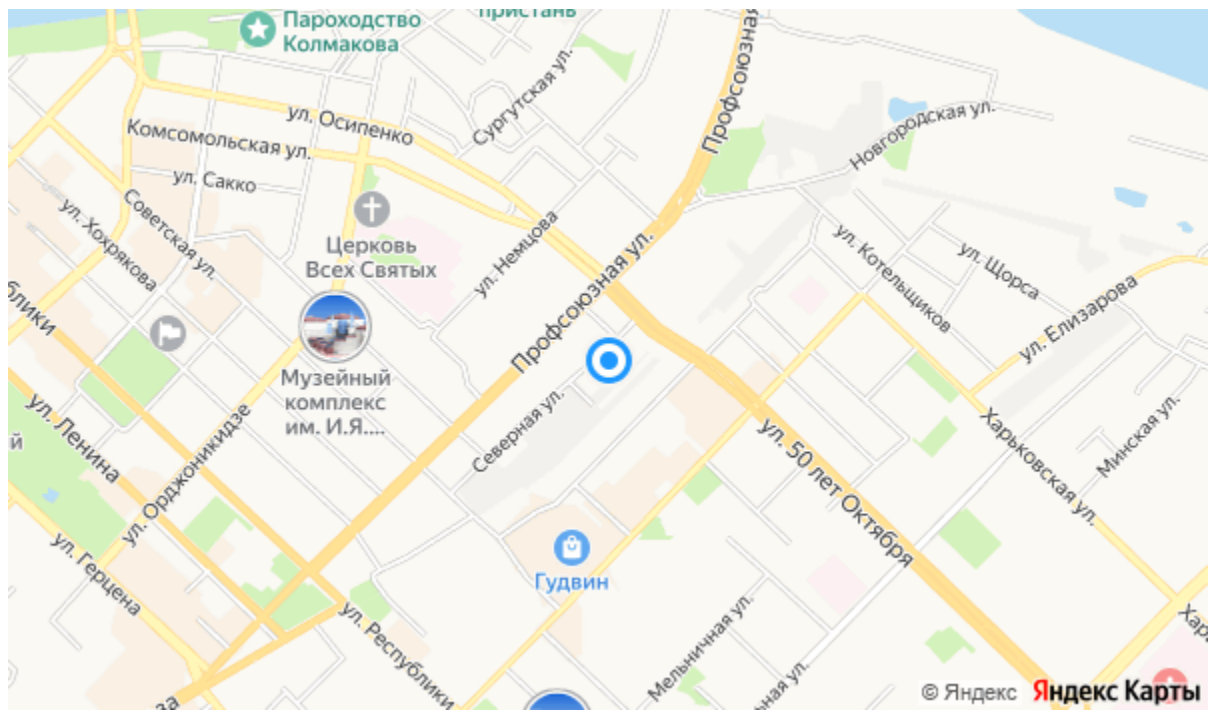 пристань
Пароходство
Колмакова
Профсоюзная
ул. Осипенко
Сургутская ул.
Новгородская ул.
Комсомольская ул.
ул. Сакко
ул. Хохрякова
Советская ул.
Церковь
Всех Святых
ул. Немцова
Профсоюзная ул.
ул. Котельщиков
ул. Щорса
ул. Елизарова
блики
Музейный
комплекс
им. И.Я....
Северная ул.
ул. Ленина
ий
ул. Орджоникидзе
ул. 50 лет Октября
Харьковская ул.
Минская ул.
ул. Герцена
Гудвин
ул. Республики
Мельничная ул.
льная ул.
Харь
© Яндекс Яндекс Карты